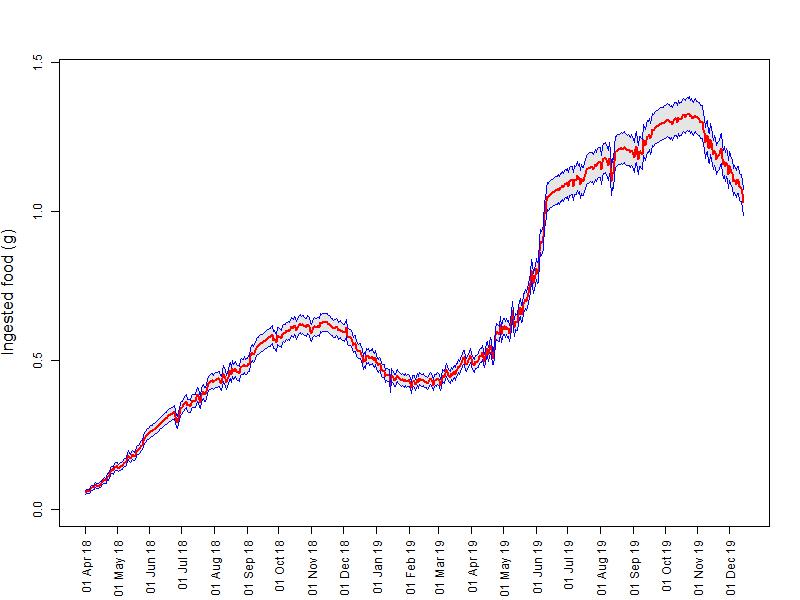 Ingested food (g)
1.5
1.0
0.5
0.0
01 Apr 18
01 May 18
01 Jun 18
01 Jul 18
01 Aug 18
01 Sep 18
01 Oct 18
01 Nov 18
01 Dec 18
01 Jan 19
01 Feb 19
01 Mar 19
01 Apr 19
01 May 19
01 Jun 19
01 Jul 19
01 Aug 19
01 Sep 19
01 Oct 19
01 Nov 19
01 Dec 19